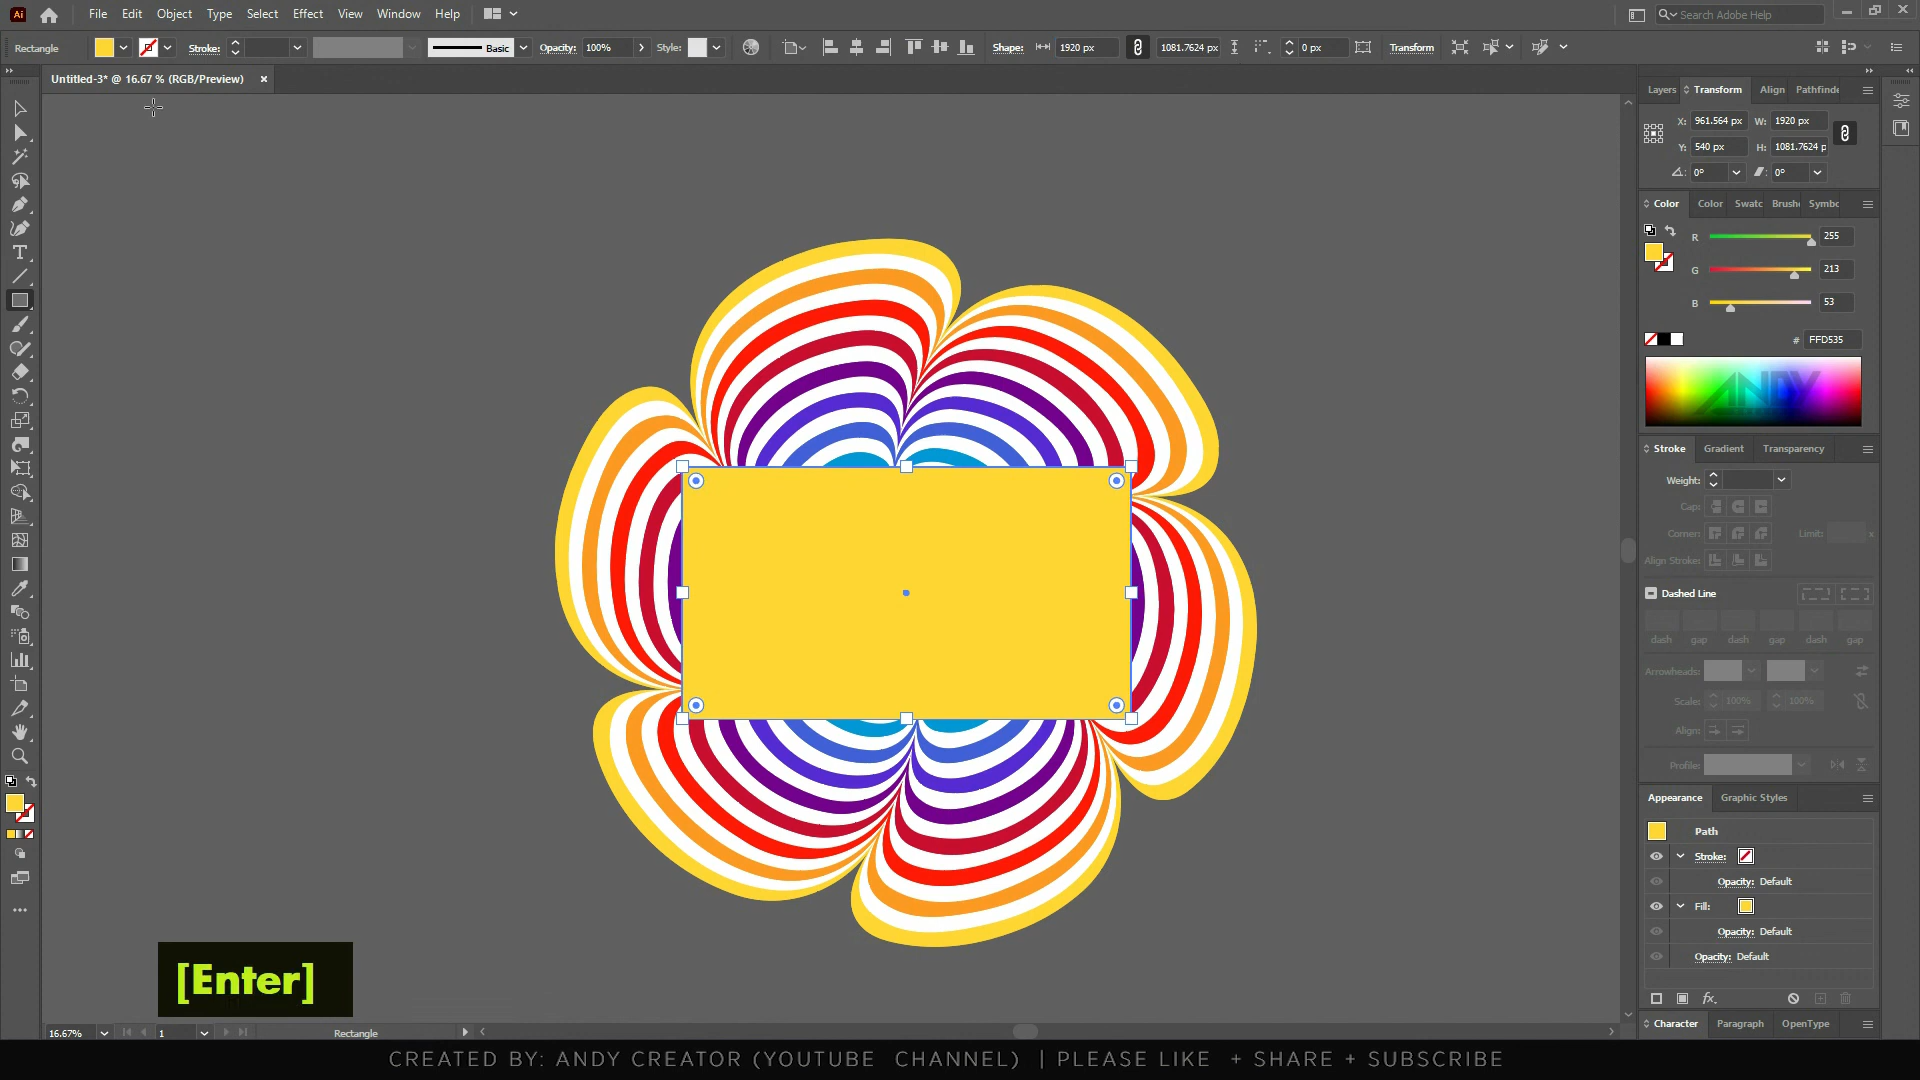 Ai File Edit Object Type Select Effect View Window Help Search Adobe Help
Rectangle Stroke: Basic Opacity: 100% Style: Shape: 1920 px 1081.7624 px 0 px Transform
Untitled-3* @ 16.67 % (RGB/Preview) ×
Layers Transform Align Pathfinde
X: 961.564 px W: 1920 px
Y: 540 px H: 1081.7624 p
0° 0°
Color Color Swatc Brushe Symbo
R 255
G 213
B 53
# FFD535
ANDY
Stroke Gradient Transparency
Weight:
Cap:
Corner: Limit: x
Align Stroke:
Dashed Line
dash gap dash gap dash gap
Arrowheads:
Scale: 100% 100%
Align:
Profile:
Appearance Graphic Styles
Path
Stroke:
Opacity: Default
Fill:
Opacity: Default
Opacity: Default
fx.
Character Paragraph OpenType
[Enter]
16.67% 1 Rectangle
CREATED BY: ANDY CREATOR (YOUTUBE CHANNEL) | PLEASE LIKE + SHARE + SUBSCRIBE